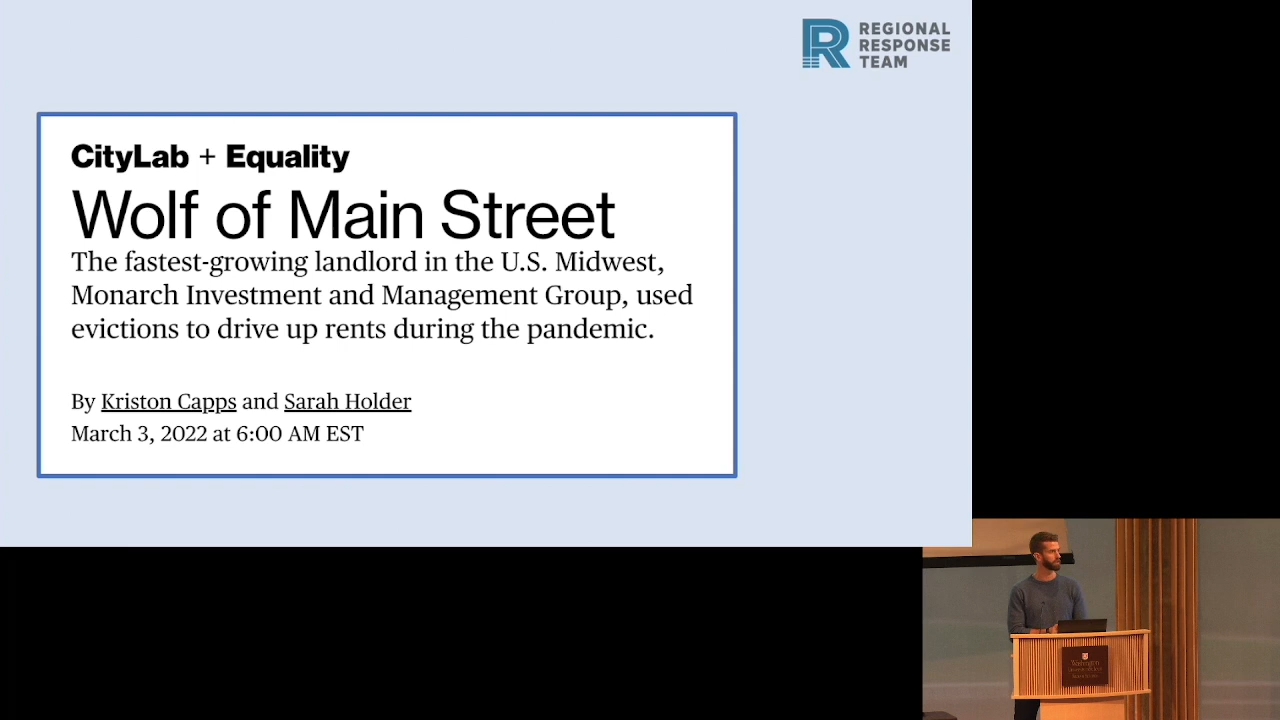 REGIONAL
RESPONSE
TEAM
CityLab + Equality
Wolf of Main Street
The fastest-growing landlord in the U.S. Midwest,
Monarch Investment and Management Group, used
evictions to drive up rents during the pandemic.
By Kriston Capps and Sarah Holder
March 3, 2022 at 6:00 AM EST
Washington